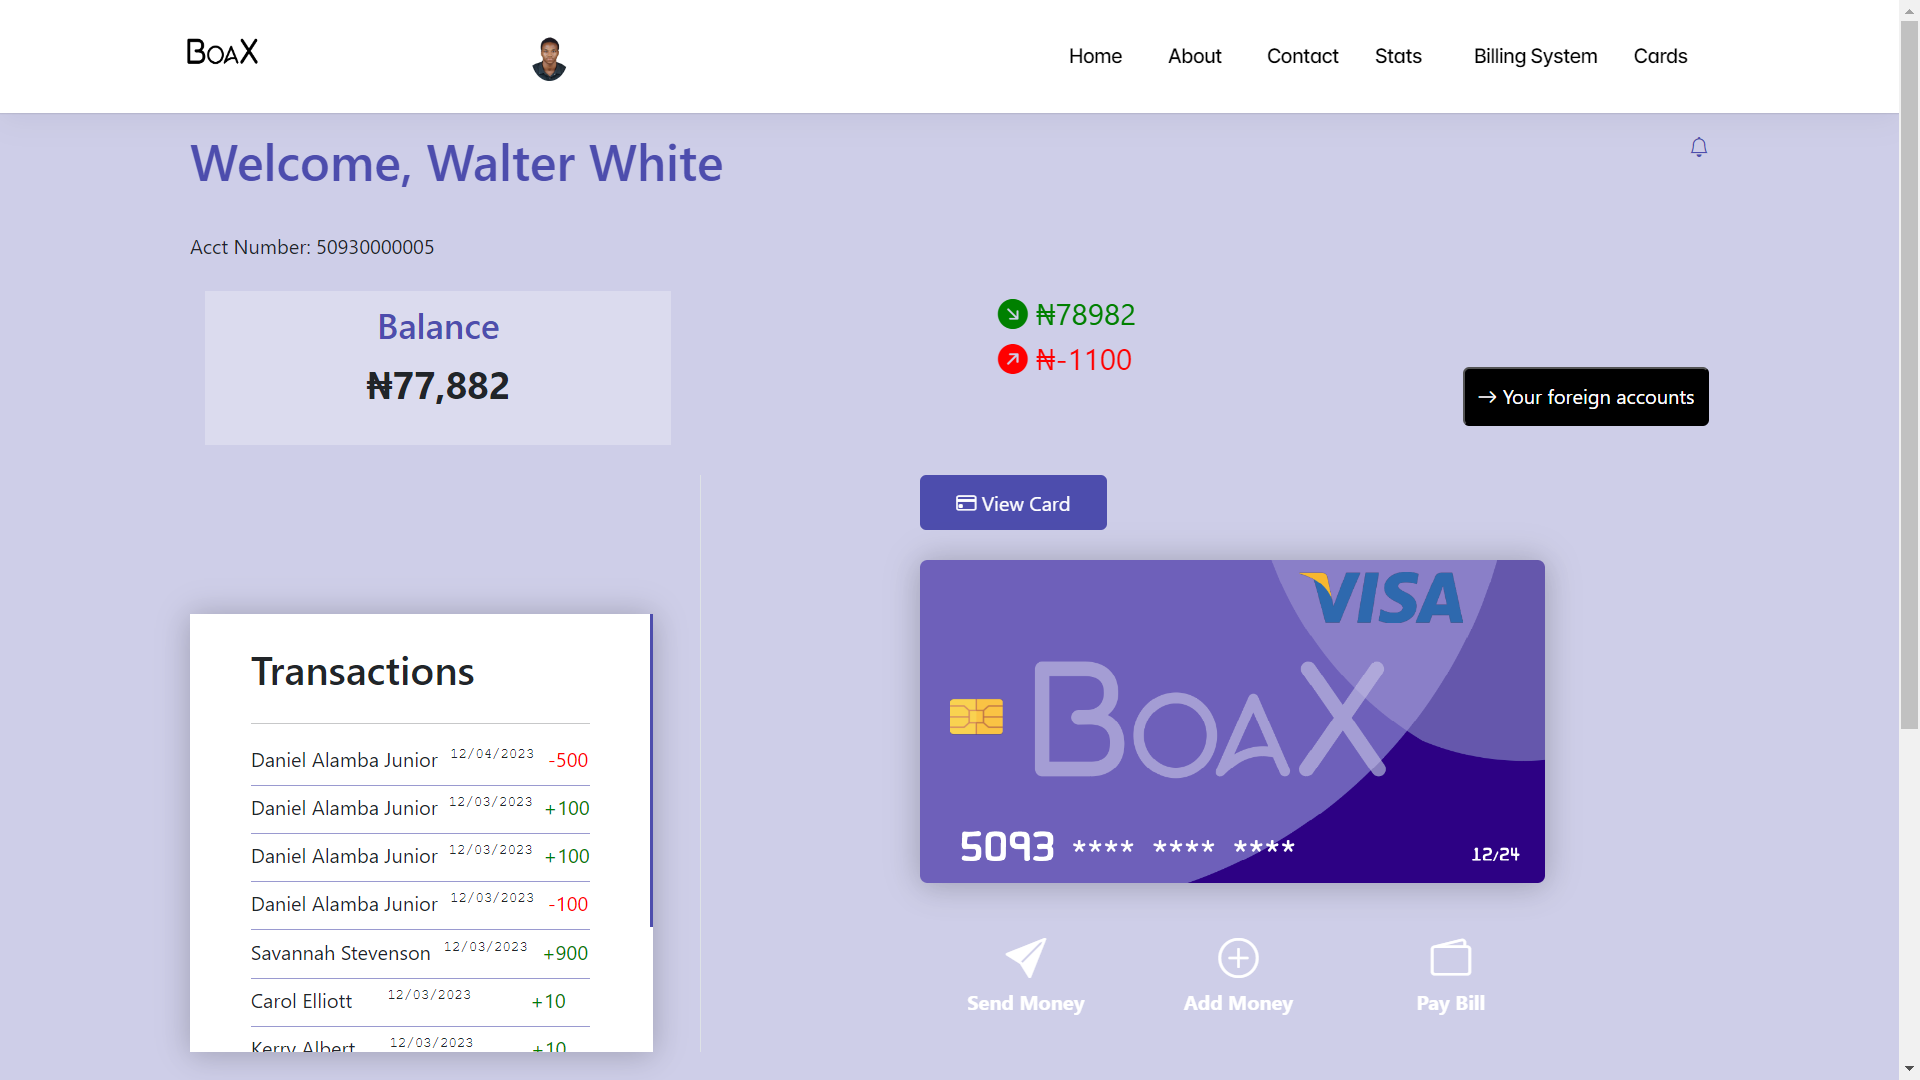 BoaX
Home About Contact Stats Billing System Cards
Welcome, Walter White
Acct Number: 50930000005
Balance
₦77,882
₦78982
₦-1100
→ Your foreign accounts
View Card
VISA
BoaX
5093 **** **** ****
12/24
Send Money
Add Money
Pay Bill
Transactions
Daniel Alamba Junior 12/04/2023 -500
Daniel Alamba Junior 12/03/2023 +100
Daniel Alamba Junior 12/03/2023 +100
Daniel Alamba Junior 12/03/2023 -100
Savannah Stevenson 12/03/2023 +900
Carol Elliott 12/03/2023 +10
Kerry Albert 12/03/2023 +10